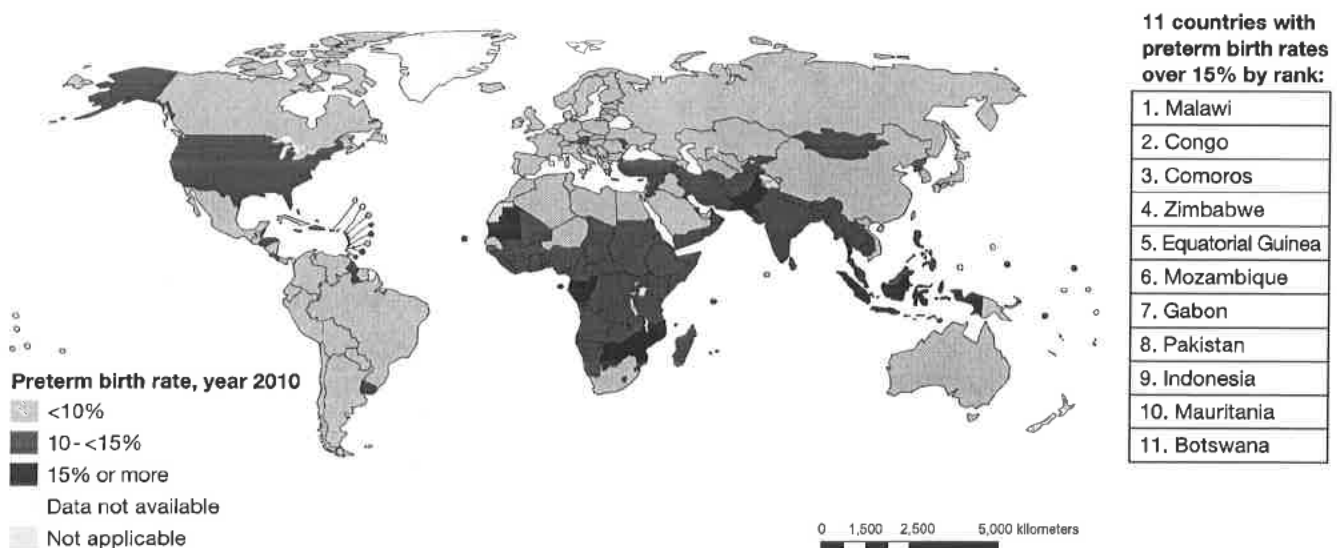 11 countries with
preterm birth rates
over 15% by rank:
1. Malawi
2. Congo
3. Comoros
4. Zimbabwe
5. Equatorial Guinea
6. Mozambique
7. Gabon
8. Pakistan
9. Indonesia
10. Mauritania
11. Botswana
Preterm birth rate, year 2010
<10%
10-<15%
15% or more
Data not available
Not applicable
0 1,500 2,500 5,000 kilometers